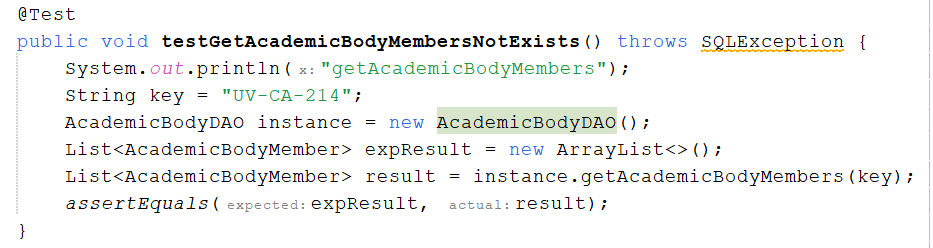 @Test
public void testGetAcademicBodyMembersNotExists() throws SQLException {
System.out.println( x: "getAcademicBodyMembers");
String key = "UV-CA-214";
AcademicBodyDAO instance = new AcademicBodyDAO();
List<AcademicBodyMember> expResult = new ArrayList<>();
List<AcademicBodyMember> result = instance.getAcademicBodyMembers(key);
assertEquals( expected: expResult, actual: result);
}